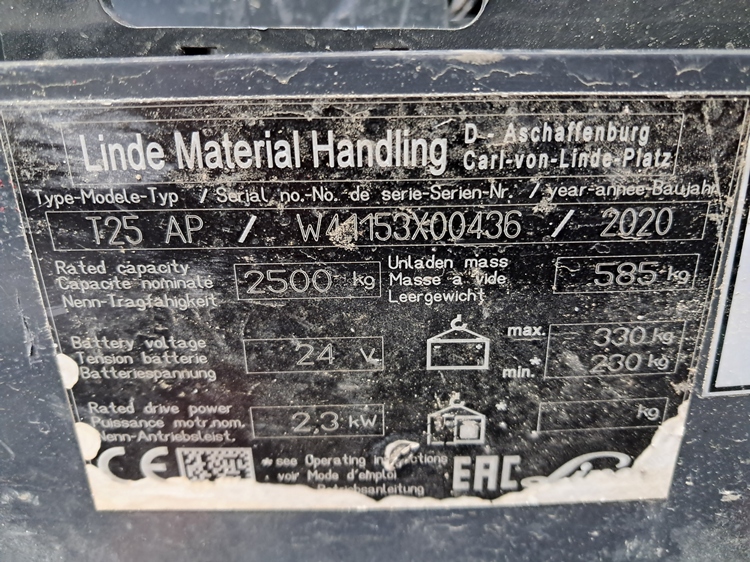 Linde Material Handling
D - Aschaffenburg
Carl-von-Linde-Platz
Type-Modele-Typ / Serial no.-No. de serie-Serien-Nr. / year-annee-Baujahr
T25 AP / W41153X00436 / 2020
Rated capacity
Capacite nominale
Nenn-Tragfähigkeit
2500 kg
Unladen mass
Masse a vide
Leergewicht
585 kg
Battery voltage
Tension batterie
Batteriespannung
24 V
max. 330 kg
min.* 230 kg
Rated drive power
Puissance motr.nom.
Nenn-Antriebsleist.
2,3 kW
kg
CE
* see Operating instructions
voir Mode d'emploi
Betriebsanleitung
EAC